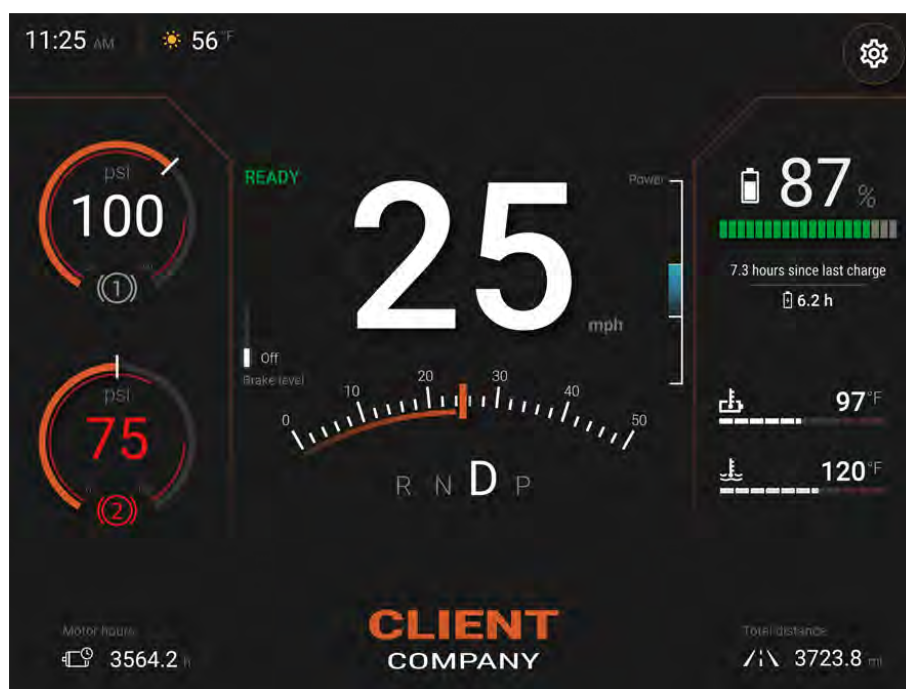 11:25 AM
56 °F
psi
100
(1)
psi
75
(2)
READY
25
mph
Power
Off
Brake level
0
10
20
30
40
50
R N D P
87 %
7.3 hours since last charge
6.2 h
97 °F
120 °F
Motor hours
3564.2 h
CLIENT
COMPANY
Total distance
3723.8 mi